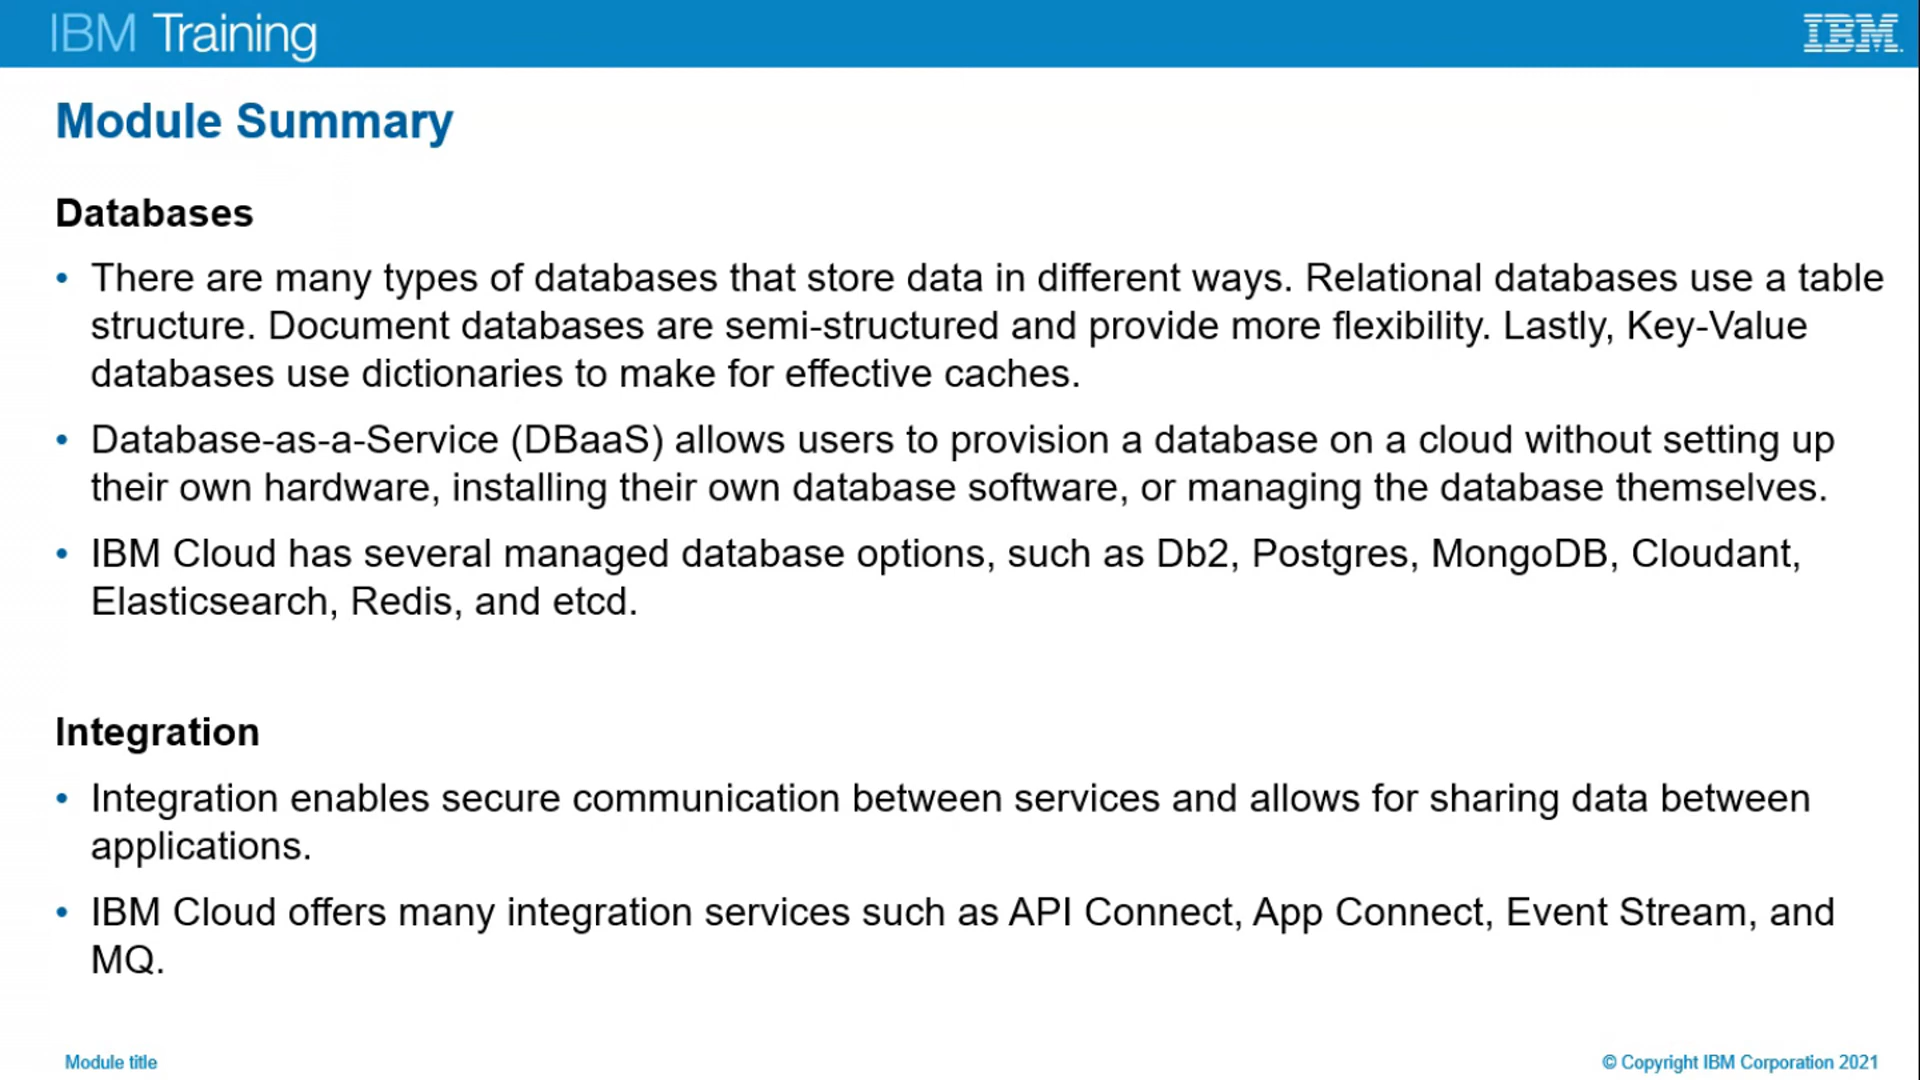 IBM Training
IBM.
Module Summary
Databases
• There are many types of databases that store data in different ways. Relational databases use a table
structure. Document databases are semi-structured and provide more flexibility. Lastly, Key-Value
databases use dictionaries to make for effective caches.
• Database-as-a-Service (DBaaS) allows users to provision a database on a cloud without setting up
their own hardware, installing their own database software, or managing the database themselves.
• IBM Cloud has several managed database options, such as Db2, Postgres, MongoDB, Cloudant,
Elasticsearch, Redis, and etcd.
Integration
• Integration enables secure communication between services and allows for sharing data between
applications.
• IBM Cloud offers many integration services such as API Connect, App Connect, Event Stream, and
MQ.
Module title
© Copyright IBM Corporation 2021